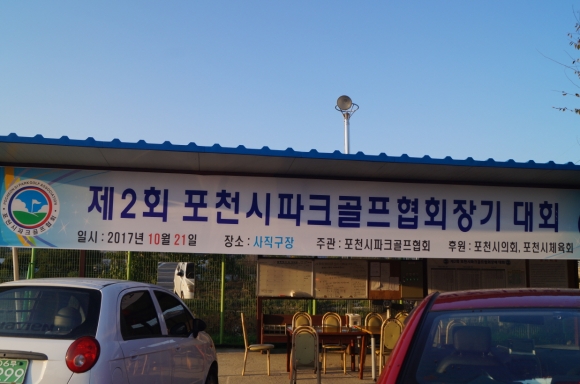 제2회 포천시파크골프협회장기 대회
일시 : 2017년 10월 21일 장소 : 사직구장 주관 : 포천시파크골프협회 후원 : 포천시의회, 포천시체육회